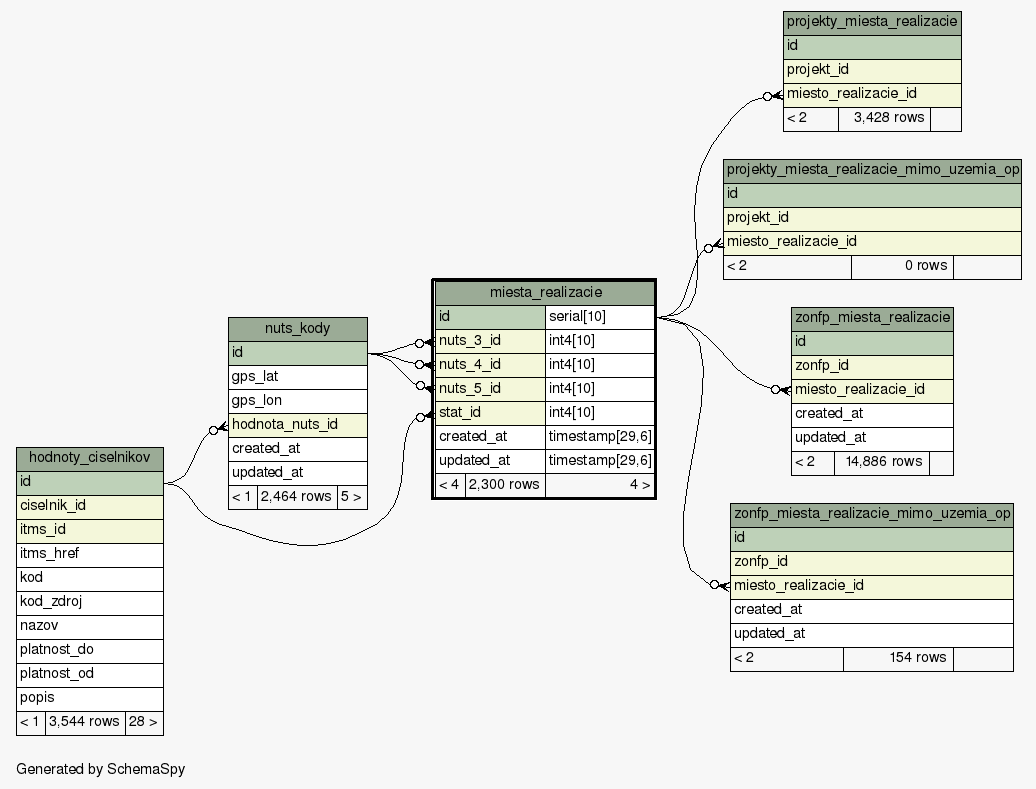 projekty_miesta_realizacie
id
projekt_id
miesto_realizacie_id
< 2 3,428 rows
projekty_miesta_realizacie_mimo_uzemia_op
id
projekt_id
miesto_realizacie_id
< 2 0 rows
miesta_realizacie
id serial[10]
nuts_3_id int4[10]
nuts_4_id int4[10]
nuts_5_id int4[10]
stat_id int4[10]
created_at timestamp[29,6]
updated_at timestamp[29,6]
< 4 2,300 rows 4 >
zonfp_miesta_realizacie
id
zonfp_id
miesto_realizacie_id
created_at
updated_at
< 2 14,886 rows
nuts_kody
id
gps_lat
gps_lon
hodnota_nuts_id
created_at
updated_at
< 1 2,464 rows 5 >
hodnoty_ciselnikov
id
ciselnik_id
itms_id
itms_href
kod
kod_zdroj
nazov
platnost_do
platnost_od
popis
< 1 3,544 rows 28 >
zonfp_miesta_realizacie_mimo_uzemia_op
id
zonfp_id
miesto_realizacie_id
created_at
updated_at
< 2 154 rows
Generated by SchemaSpy